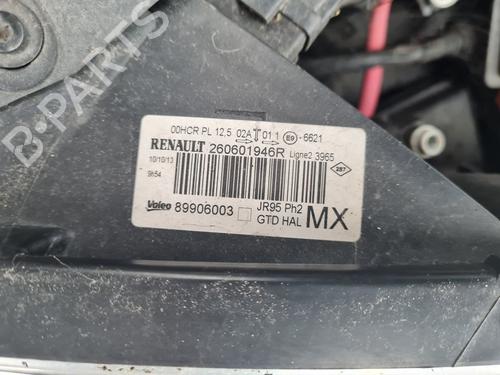 00HCR PL 12,5 02A 01 1 E9 -6621
RENAULT 260601946R Ligne2 3965
10/10/13
9h54
257
Valeo 89906003 JR95 Ph2
GTD HAL MX
B-PARTS